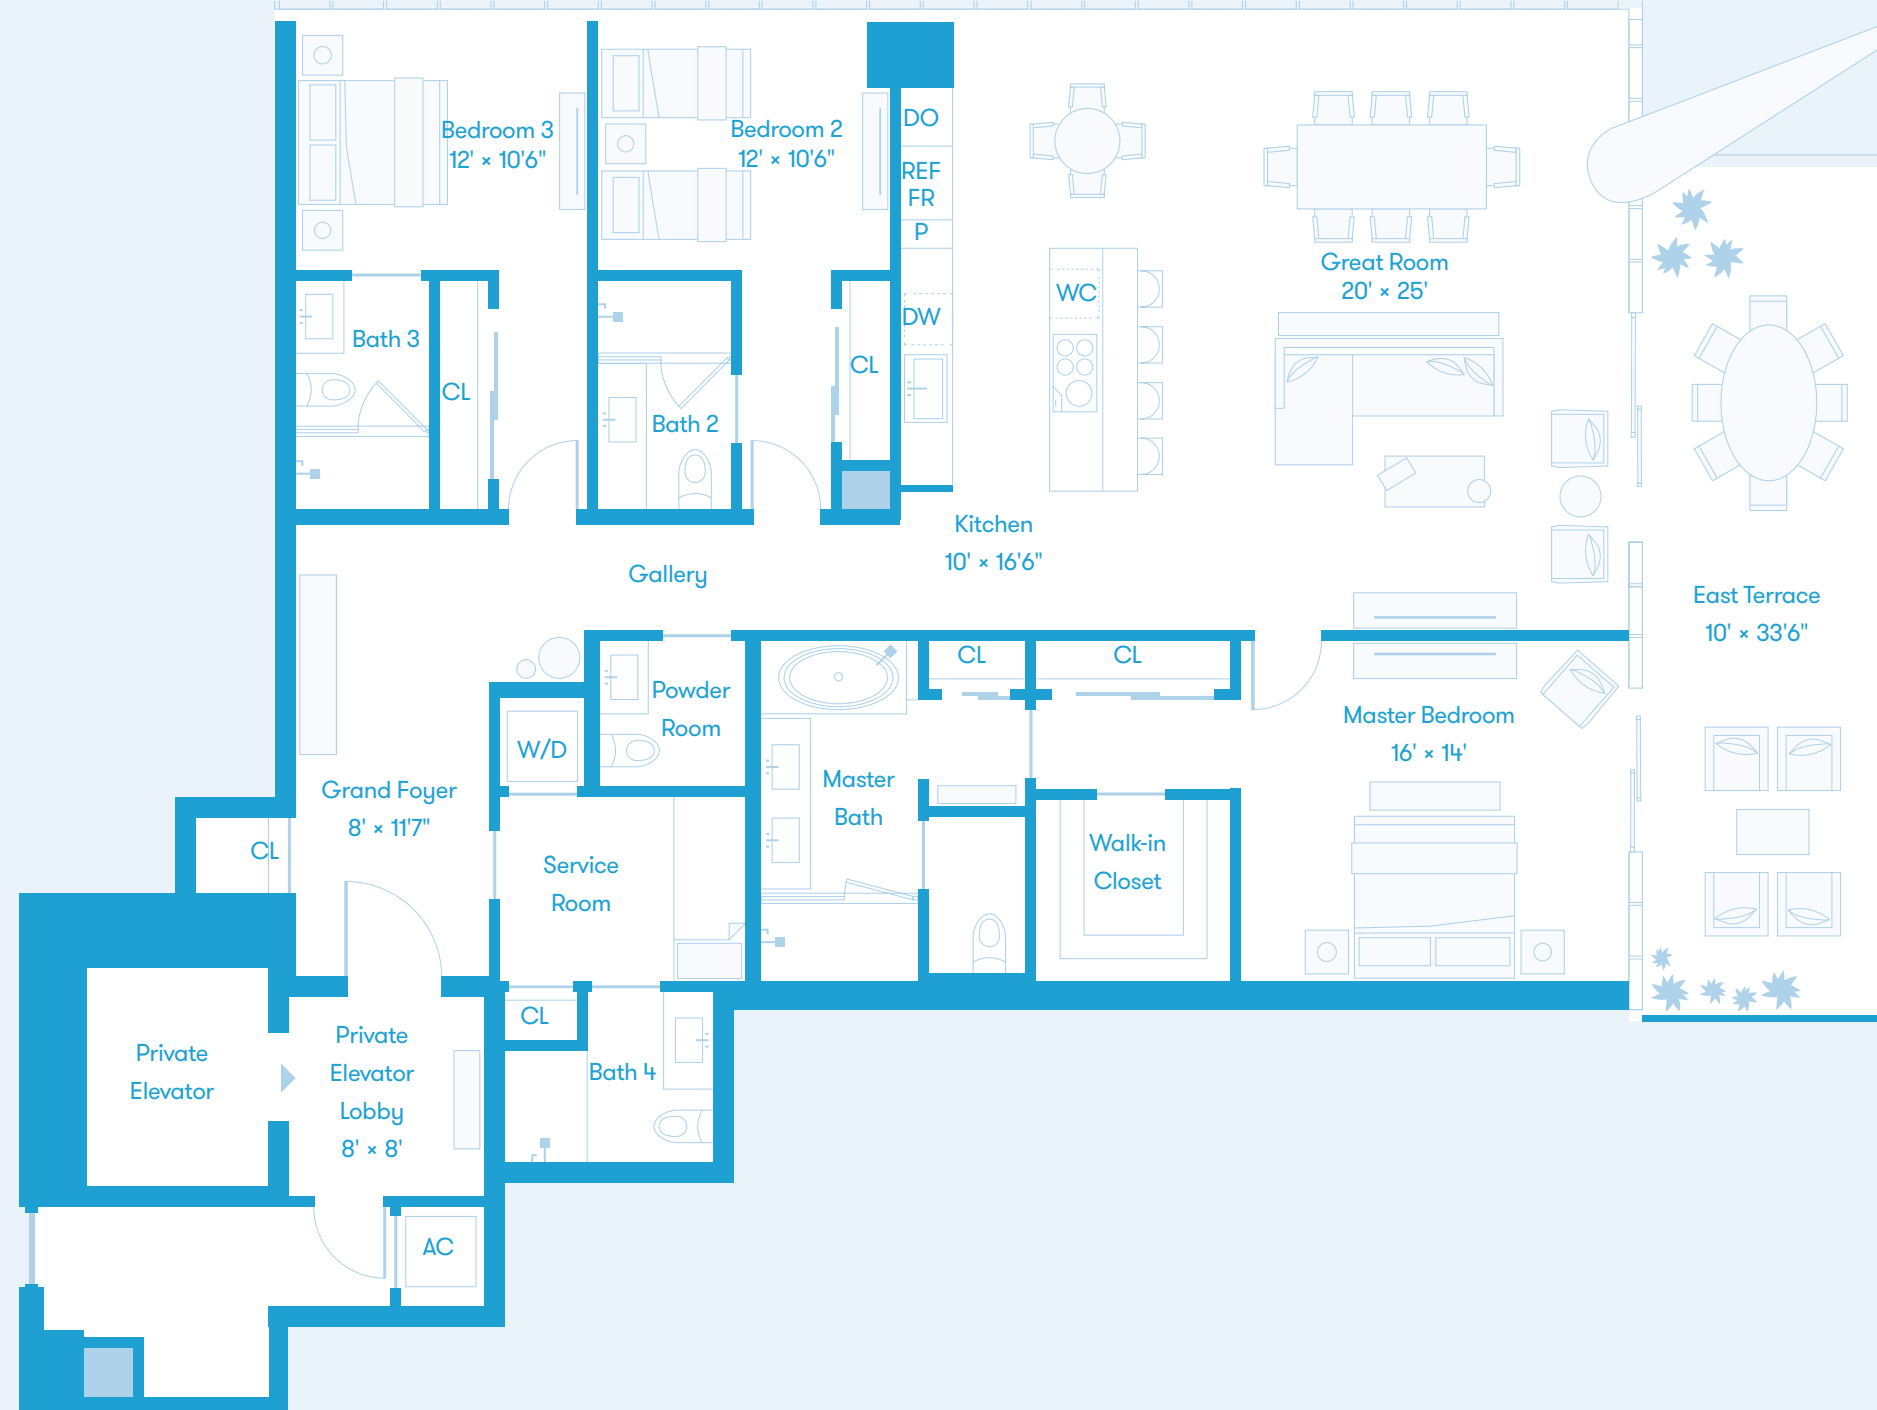 Bedroom 3
12' × 10'6"
Bedroom 2
12' × 10'6"
DO
REF
FR
P
DW
WC
Great Room
20' × 25'
Bath 3
CL
Bath 2
CL
Kitchen
10' × 16'6"
Gallery
East Terrace
10' × 33'6"
CL
CL
Powder
Room
W/D
Master Bedroom
16' × 14'
Grand Foyer
8' × 11'7"
Master
Bath
CL
Service
Room
Walk-in
Closet
CL
Private
Elevator
Private
Elevator
Lobby
8' × 8'
Bath 4
AC